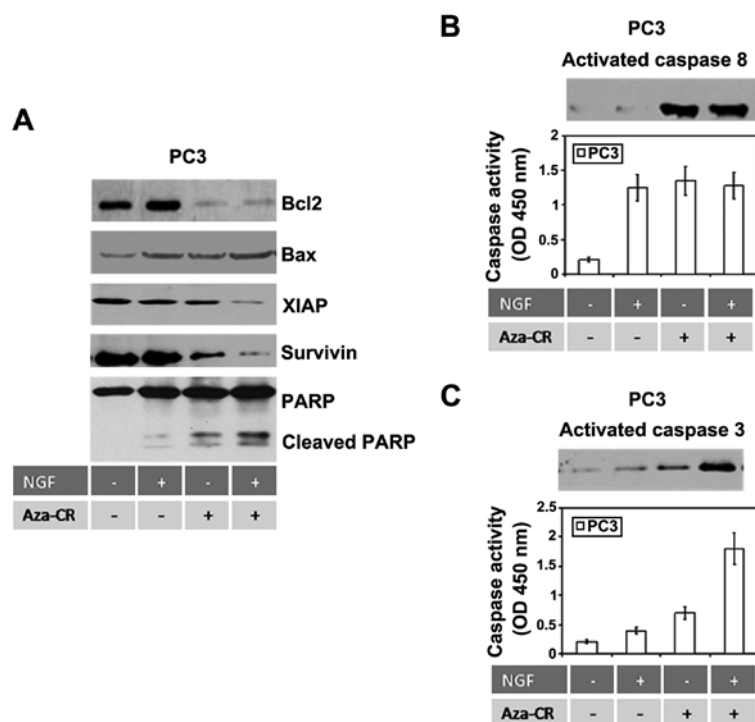 A
PC3
Bcl2
Bax
XIAP
Survivin
PARP
Cleaved PARP
NGF - + - +
Aza-CR - - + +
B
PC3
Activated caspase 8
Caspase activity
(OD 450 nm)
1.5
1
0.5
0
PC3
NGF - + - +
Aza-CR - - + +
C
PC3
Activated caspase 3
Caspase activity
(OD 450 nm)
2.5
2
1.5
1
0.5
0
PC3
NGF - + - +
Aza-CR - - + +